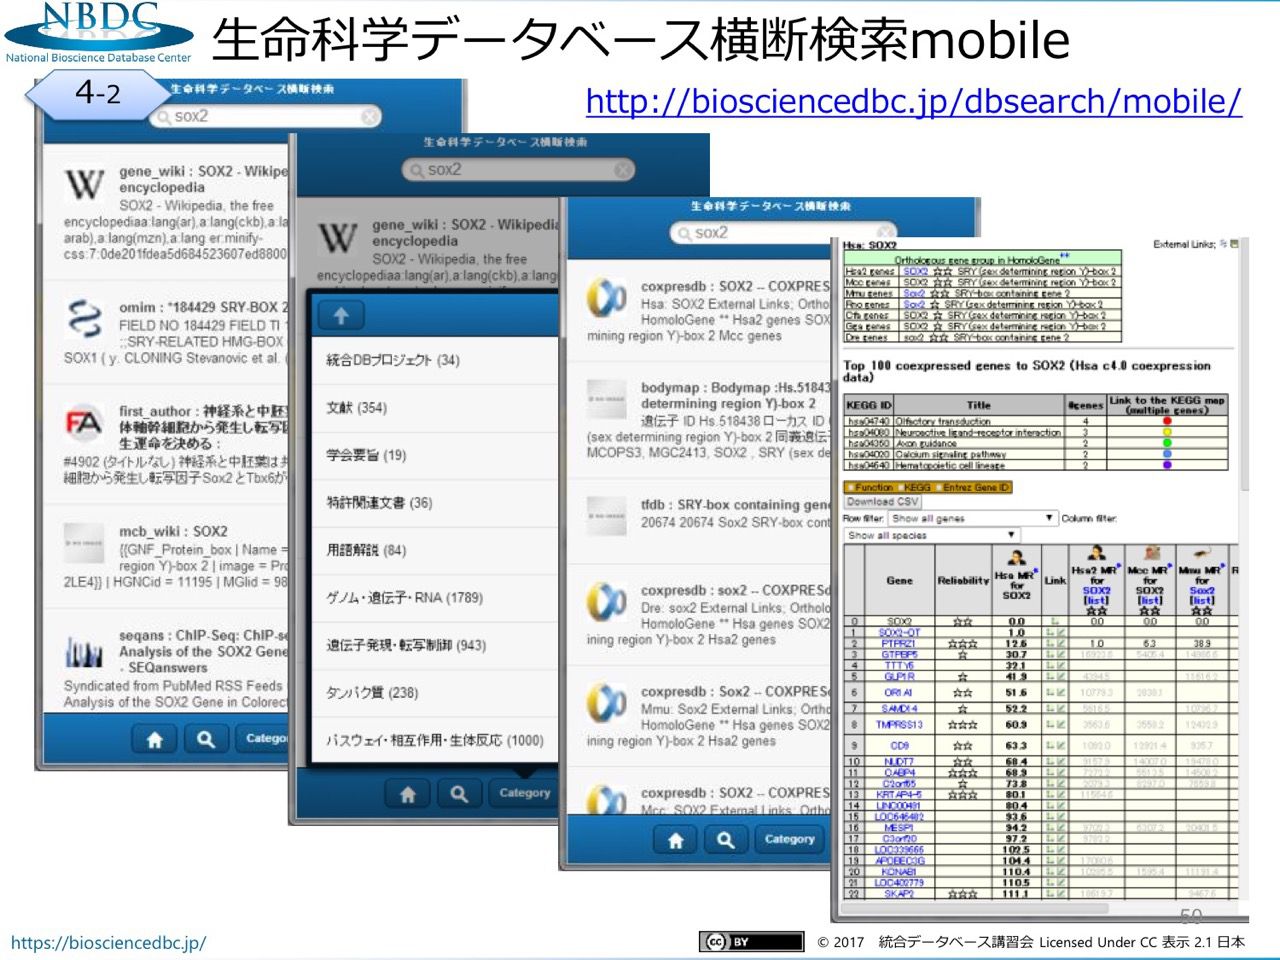 NBDC
National Bioscience Database Center
生命科学データベース横断検索mobile
4-2
http://biosciencedbc.jp/dbsearch/mobile/
生命科学データベース横断検索
sox2
gene_wiki : SOX2 - Wikipe
encyclopedia
SOX2 - Wikipedia, the free
encyclopediaa:lang(ar),a:lang(ckb),a:la
arab),a:lang(mzn),a:lang er:minify-
css:7:0de201fdea5d684523607ed8800
omim : *184429 SRY-BOX 2
FIELD NO 184429 FIELD TI 1
;;SRY-RELATED HMG-BOX
SOX1 ( y. CLONING Stevanovic et al. (
first_author : 神経系と中胚葉
体軸幹細胞から発生し転写因
生運命を決める :
#4902 (タイトルなし) 神経系と中胚葉は共
細胞から発生し転写因子Sox2とTbx6が
mcb_wiki : SOX2
{{GNF_Protein_box | Name =
region Y)-box 2 | image = Pro
2LE4}} | HGNCid = 11195 | MGIid = 98
seqans : ChIP-Seq: ChIP-se
Analysis of the SOX2 Gene
- SEQanswers
Syndicated from PubMed RSS Feeds
Analysis of the SOX2 Gene in Colorect
Catego
生命科学データベース横断検索
sox2
gene_wiki : SOX2 - Wikipedia
encyclopedia
SOX2 - Wikipedia, the free
encyclopediaa:lang(ar),a:lang(ckb),a:lang
統合DBプロジェクト (34)
文献 (354)
学会要旨 (19)
特許関連文書 (36)
用語解説 (84)
ゲノム・遺伝子・RNA (1789)
遺伝子発現・転写制御 (943)
タンパク質 (238)
パスウェイ・相互作用・生体反応 (1000)
Category
生命科学データベース横断検索
sox2
coxpresdb : SOX2 -- COXPRES
Hsa: SOX2 External Links; Ortho
HomoloGene ** Hsa2 genes SOX
mining region Y)-box 2 Mcc genes
bodymap : Bodymap :Hs.5184
determining region Y)-box 2
遺伝子 ID Hs.518438 ローカス ID
(sex determining region Y)-box 2 同義遺伝子
MCOPS3, MGC2413, SOX2 , SRY (sex de
tfdb : SRY-box containing gen
20674 20674 Sox2 SRY-box cont
coxpresdb : sox2 -- COXPRESd
Dre: sox2 External Links; Ortholo
HomoloGene ** Hsa genes SOX2
ining region Y)-box 2 Hsa2 genes
coxpresdb : Sox2 -- COXPRESd
Mmu: Sox2 External Links; Ortho
HomoloGene ** Hsa genes SOX2
ining region Y)-box 2 Hsa2 genes
coxpresdb : SOX2 -- COXPRES
Mcc: SOX2 External Links; Ortho
Category
Hsa: SOX2
External Links;
Orthologous gene group in HomoloGene**
Hsa2 genes SOX2 ☆☆ SRY (sex determining region Y)-box 2
Mcc genes SOX2 ☆☆ SRY (sex determining region Y)-box 2
Mmu genes Sox2 ☆☆ SRY-box containing gene 2
Rno genes Sox2 ☆ SRY (sex determining region Y)-box 2
Cfa genes SOX2 ☆☆ SRY (sex determining region Y)-box 2
Gga genes SOX2 ☆☆ SRY (sex determining region Y)-box 2
Dre genes sox2 ☆☆ SRY (sex determining region Y)-box 2
Top 100 coexpressed genes to SOX2 (Hsa c4.0 coexpression
data)
KEGG ID Title #genes Link to the KEGG map
(multiple genes)
hsa04740 Olfactory transduction 4
hsa04080 Neuroactive ligand-receptor interaction 3
hsa04360 Axon guidance 2
hsa04020 Calcium signaling pathway 2
hsa04640 Hematopoietic cell lineage 2
Function KEGG Entrez Gene ID
Download CSV
Row filter: Show all genes Column filter:
Show all species
Gene Reliability Hsa MR* for SOX2 Link Hsa2 MR* for SOX2 [list] ☆☆ Mcc MR* for SOX2 [list] ☆☆ Mmu MR* for Sox2 [list] ☆☆ R
0 SOX2 ☆☆ 0.0 0.0 0.0 0.0
1 SOX2-OT 1.0
2 PTPRZ1 ☆☆☆ 12.6 1.0 6.3 38.9
3 GTPBP5 ☆ 30.7
4 TTTY6 32.1
5 GLP1R ☆ 41.9
6 OR1A1 ☆☆ 51.6
7 SAMD14 ☆ 52.2
8 TMPRSS13 ☆☆☆ 60.9
9 CD9 ☆☆ 63.3
10 NUDT7 ☆☆ 68.4
11 CABP4 ☆☆☆ 68.9
12 C2orf65 ☆ 73.8
13 KRTAP4-5 ☆☆☆ 80.1
14 80.4
15 93.6
16 MESP1 94.2
17 97.2
18 LOC339666 102.5
19 APOBEC3G 104.4
20 110.4
21 LOC402779 110.5
22 SKAP2 ☆☆☆ 111.1
50
https://biosciencedbc.jp/
CC BY
© 2017 統合データベース講習会 Licensed Under CC 表示 2.1 日本